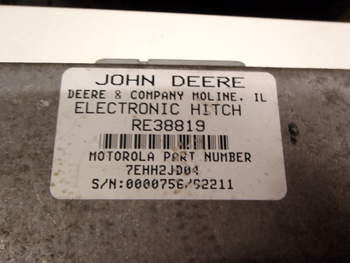 JOHN DEERE
DEERE & COMPANY MOLINE, IL
ELECTRONIC HITCH
RE38819
MOTOROLA PART NUMBER
7EHH2JD04
S/N:0000756/S2211